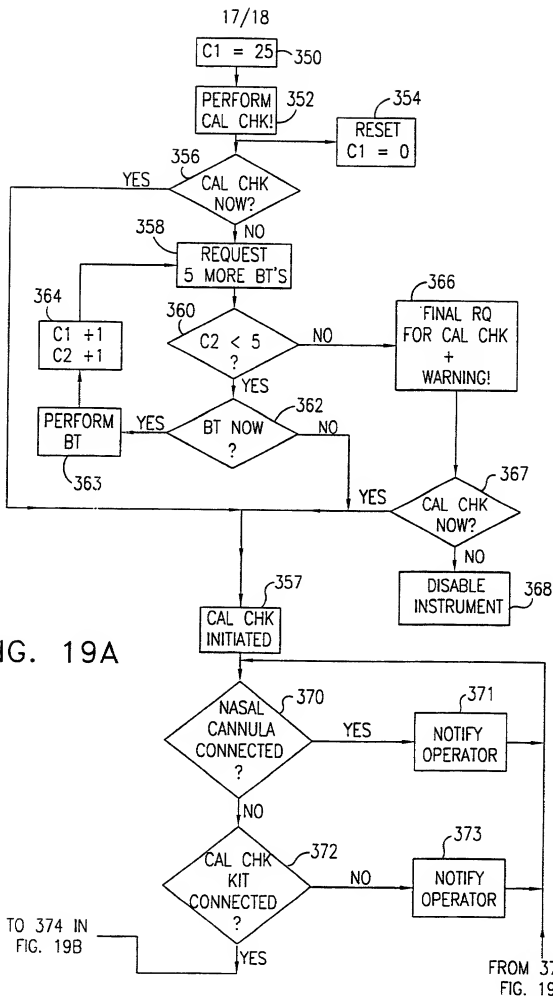 17/18
C1 = 25
350
PERFORM
CAL CHK!
352
354
RESET
C1 = 0
356
YES
CAL CHK
NOW?
NO
358
REQUEST
5 MORE BT'S
364
C1 +1
C2 +1
360
C2 < 5
?
NO
366
FINAL RQ
FOR CAL CHK
+
WARNING!
YES
362
PERFORM
BT
YES
BT NOW
?
NO
363
367
YES
CAL CHK
NOW?
NO
357
DISABLE
INSTRUMENT
368
CAL CHK
INITIATED
FIG. 19A
370
NASAL
CANNULA
CONNECTED
?
YES
371
NOTIFY
OPERATOR
NO
372
CAL CHK
KIT
CONNECTED
?
NO
373
NOTIFY
OPERATOR
TO 374 IN
FIG. 19B
YES
FROM
FIG.